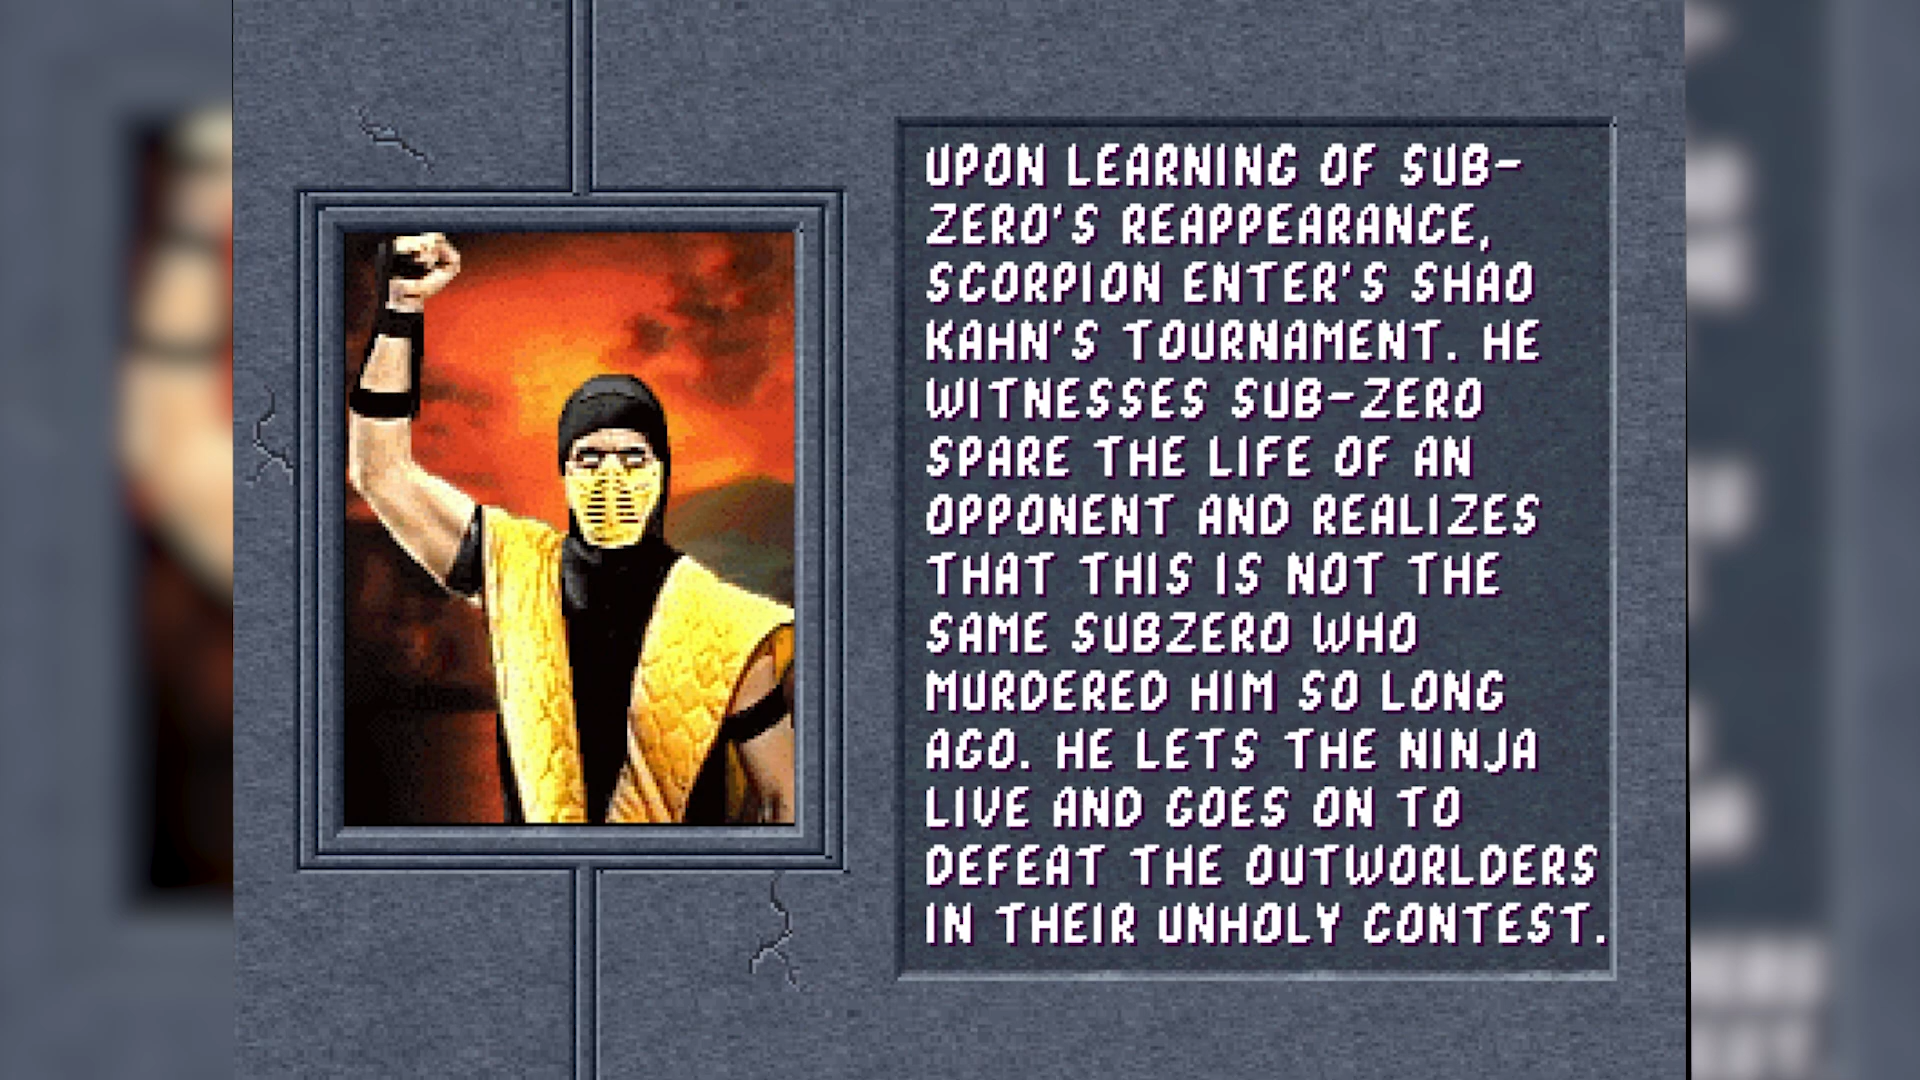 UPON LEARNING OF SUB-
ZERO'S REAPPEARANCE,
SCORPION ENTER'S SHAO
KAHN'S TOURNAMENT. HE
WITNESSES SUB-ZERO
SPARE THE LIFE OF AN
OPPONENT AND REALIZES
THAT THIS IS NOT THE
SAME SUBZERO WHO
MURDERED HIM SO LONG
AGO. HE LETS THE NINJA
LIVE AND GOES ON TO
DEFEAT THE OUTWORLDERS
IN THEIR UNHOLY CONTEST.